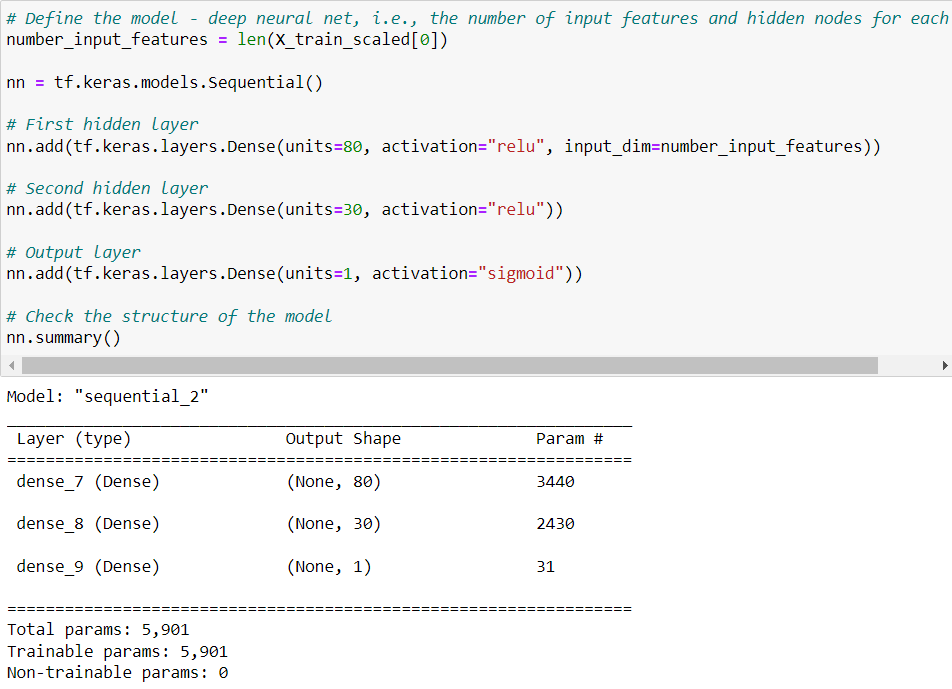 # Define the model - deep neural net, i.e., the number of input features and hidden nodes for each
number_input_features = len(X_train_scaled[0])
nn = tf.keras.models.Sequential()
# First hidden layer
nn.add(tf.keras.layers.Dense(units=80, activation="relu", input_dim=number_input_features))
# Second hidden layer
nn.add(tf.keras.layers.Dense(units=30, activation="relu"))
# Output layer
nn.add(tf.keras.layers.Dense(units=1, activation="sigmoid"))
# Check the structure of the model
nn.summary()
Model: "sequential_2"
_________________________________________________________________
Layer (type) Output Shape Param #
=================================================================
dense_7 (Dense) (None, 80) 3440
dense_8 (Dense) (None, 30) 2430
dense_9 (Dense) (None, 1) 31
=================================================================
Total params: 5,901
Trainable params: 5,901
Non-trainable params: 0